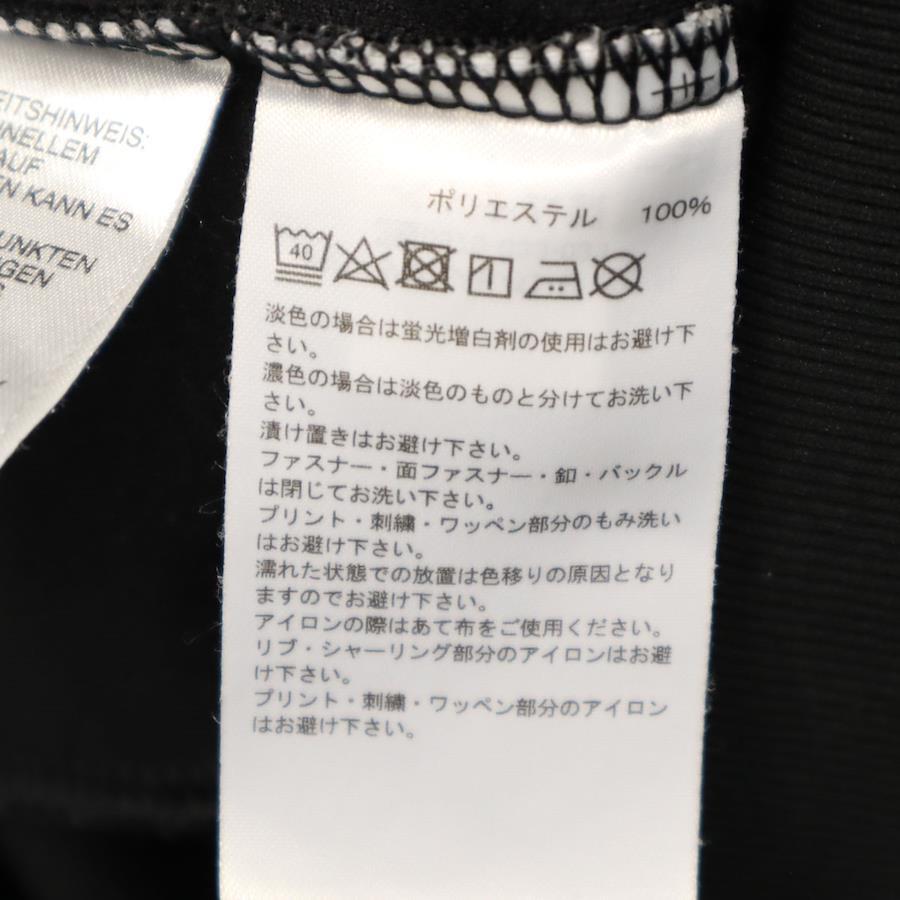 EITSHINWEIS:
NELLEM
AUF
EN KANN ES
UNKTEN
GEN
ポリエステル 100%
40
淡色の場合は蛍光増白剤の使用はお避け下
さい。
濃色の場合は淡色のものと分けてお洗い下
さい。
漬け置きはお避け下さい。
ファスナー・面ファスナー・釦・バックル
は閉じてお洗い下さい。
プリント・刺繍・ワッペン部分のもみ洗い
はお避け下さい。
濡れた状態での放置は色移りの原因となり
ますのでお避け下さい。
アイロンの際はあて布をご使用ください。
リブ・シャーリング部分のアイロンはお避
け下さい。
プリント・刺繍・ワッペン部分のアイロン
はお避け下さい。